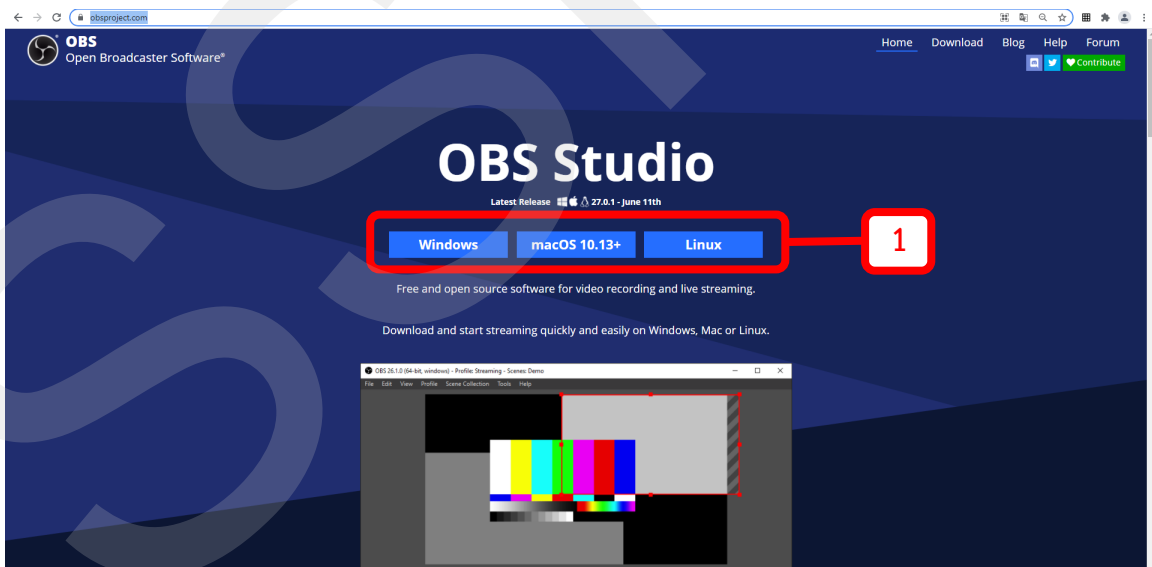 obsproject.com
OBS
Open Broadcaster Software®
Home Download Blog Help Forum
Contribute
OBS Studio
Latest Release 27.0.1 - June 11th
Windows macOS 10.13+ Linux
1
Free and open source software for video recording and live streaming.
Download and start streaming quickly and easily on Windows, Mac or Linux.
OBS 26.1.0 (64-bit, windows) - Profile: Streaming - Scenes: Demo
File Edit View Profile Scene Collection Tools Help